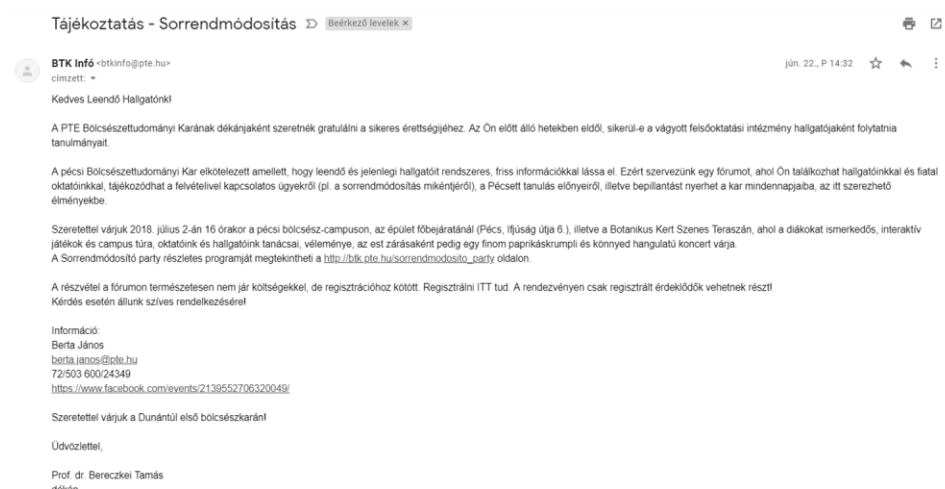 Tájékoztatás - Sorrendmódosítás Beérkező levelek ×
BTK Infó <btkinfo@pte.hu> jún. 22., P 14:32
címzett:
Kedves Leendő Hallgatónk!
A PTE Bölcsészettudományi Karának dékánjaként szeretnék gratulálni a sikeres érettségijéhez. Az Ön előtt álló hetekben eldől, sikerül-e a vágyott felsőoktatási intézmény hallgatójaként folytatnia
tanulmányait.
A pécsi Bölcsészettudományi Kar elkötelezett amellett, hogy leendő és jelenlegi hallgatóit rendszeres, friss információkkal lássa el. Ezért szervezünk egy fórumot, ahol Ön találkozhat hallgatóinkkal és fiatal
oktatóinkkal, tájékozódhat a felvételivel kapcsolatos ügyekről (pl. a sorrendmódosítás mikéntjéről), a Pécsett tanulás előnyeiről, illetve bepillantást nyerhet a kar mindennapjaiba, az itt szerezhető
élményekbe.
Szeretettel várjuk 2018. július 2-án 16 órakor a pécsi bölcsész-campuson, az épület főbejáratánál (Pécs, Ifjúság útja 6.), illetve a Botanikus Kert Szenes Teraszán, ahol a diákokat ismerkedős, interaktív
játékok és campus túra, oktatóink és hallgatóink tanácsai, véleménye, az est zárásaként pedig egy finom paprikáskrumpli és könnyed hangulatú koncert várja.
A Sorrendmódosító party részletes programját megtekintheti a http://btk.pte.hu/sorrendmodosito_party oldalon.
A részvétel a fórumon természetesen nem jár költségekkel, de regisztrációhoz kötött. Regisztrálni ITT tud. A rendezvényen csak regisztrált érdeklődők vehetnek részt!
Kérdés esetén állunk szíves rendelkezésére!
Információ:
Berta János
berta.janos@pte.hu
72/503 600/24349
https://www.facebook.com/events/2139552706320049/
Szeretettel várjuk a Dunántúl első bölcsészkarán!
Üdvözlettel,
Prof. dr. Bereczkei Tamás
dékán